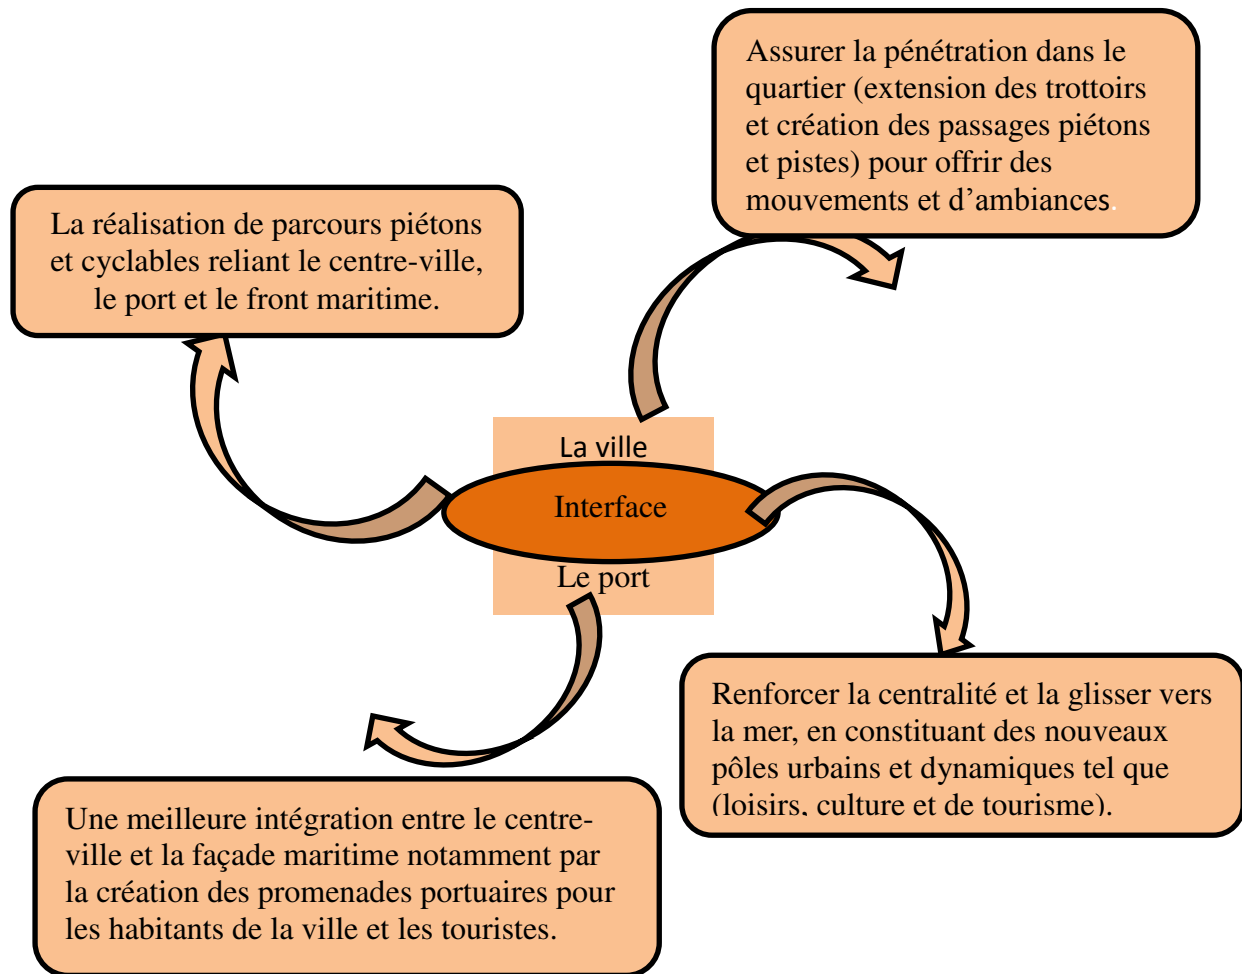 Assurer la pénétration dans le
quartier (extension des trottoirs
et création des passages piétons
et pistes) pour offrir des
mouvements et d’ambiances.
La réalisation de parcours piétons
et cyclables reliant le centre-ville,
le port et le front maritime.
La ville
Interface
Le port
Renforcer la centralité et la glisser vers
la mer, en constituant des nouveaux
pôles urbains et dynamiques tel que
(loisirs, culture et de tourisme).
Une meilleure intégration entre le centre-
ville et la façade maritime notamment par
la création des promenades portuaires pour
les habitants de la ville et les touristes.